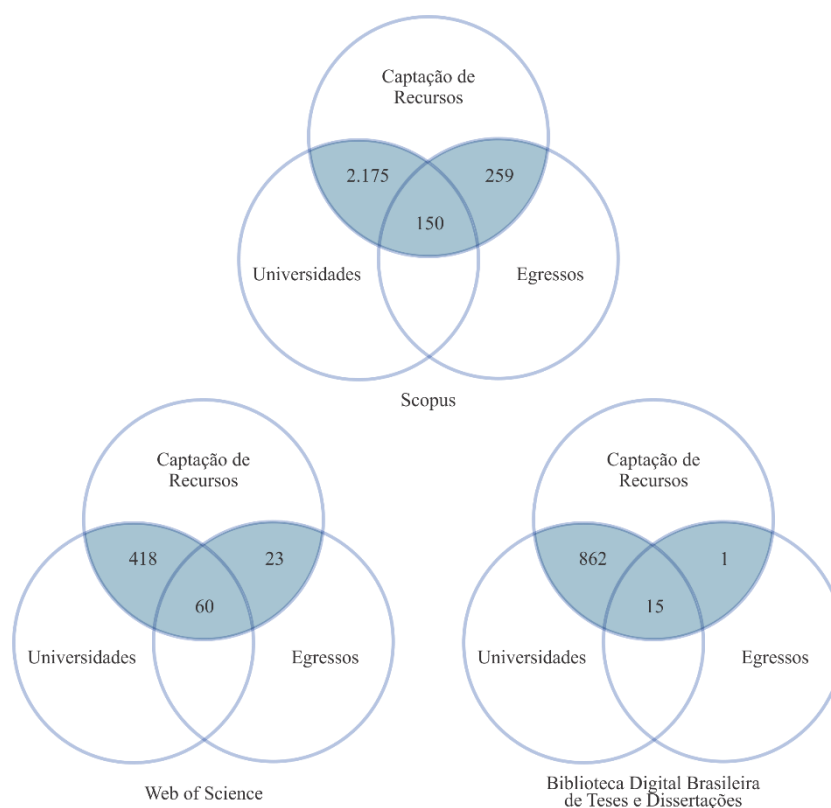 Captação de
Recursos
2.175
259
150
Universidades
Egressos
Scopus
Captação de
Recursos
418
23
60
Universidades
Egressos
Web of Science
Captação de
Recursos
862
1
15
Universidades
Egressos
Biblioteca Digital Brasileira
de Teses e Dissertações